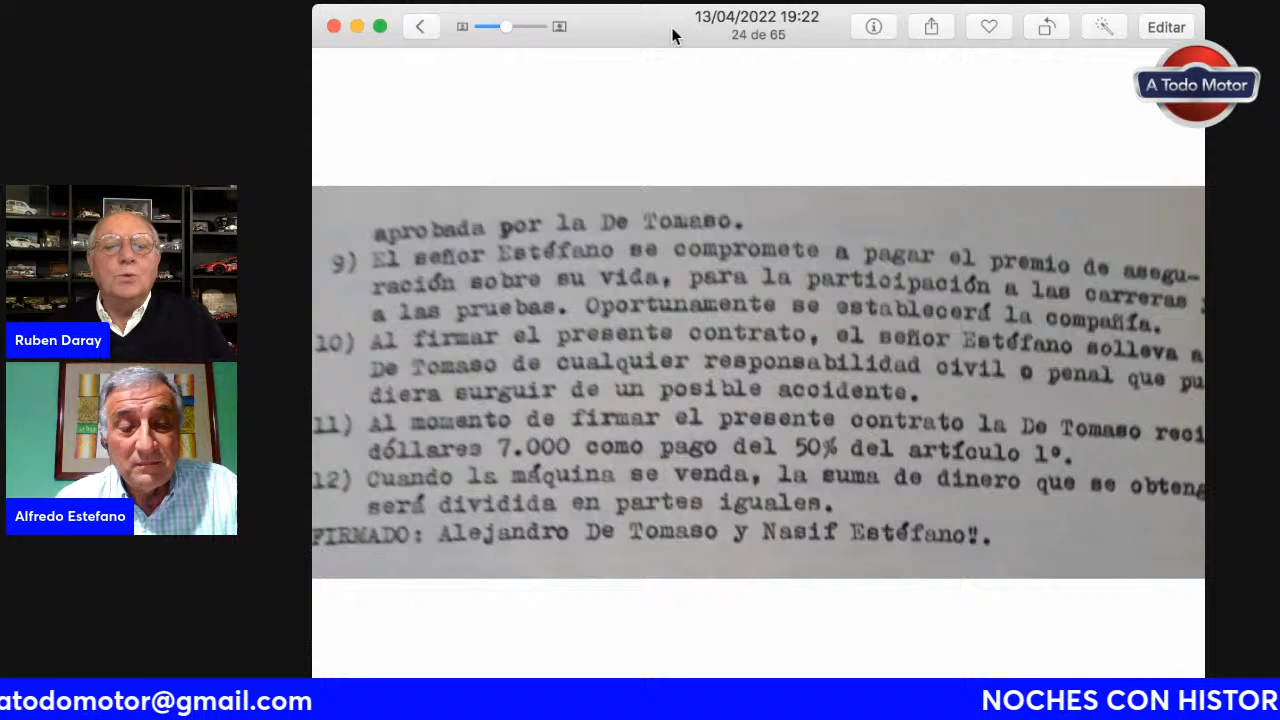 13/04/2022 19:22
24 de 65
Editar
A Todo Motor
aprobada por la De Tomaso.
9) El señor Estéfano se compromete a pagar el premio de asegu-
ración sobre su vida, para la participación a las carreras
a las pruebas. Oportunamente se establecerá la compañía.
10) Al firmar el presente contrato, el señor Estéfano solleva a
De Tomaso de cualquier responsabilidad civil o penal que pu
diera surguir de un posible accidente.
11) Al momento de firmar el presente contrato la De Tomaso reci
dóllares 7.000 como pago del 50% del artículo 1º.
12) Cuando la máquina se venda, la suma de dinero que se obteng
será dividida en partes iguales.
FIRMADO: Alejandro De Tomaso y Nasif Estéfano".
Ruben Daray
Alfredo Estefano
atodomotor@gmail.com
NOCHES CON HISTOR